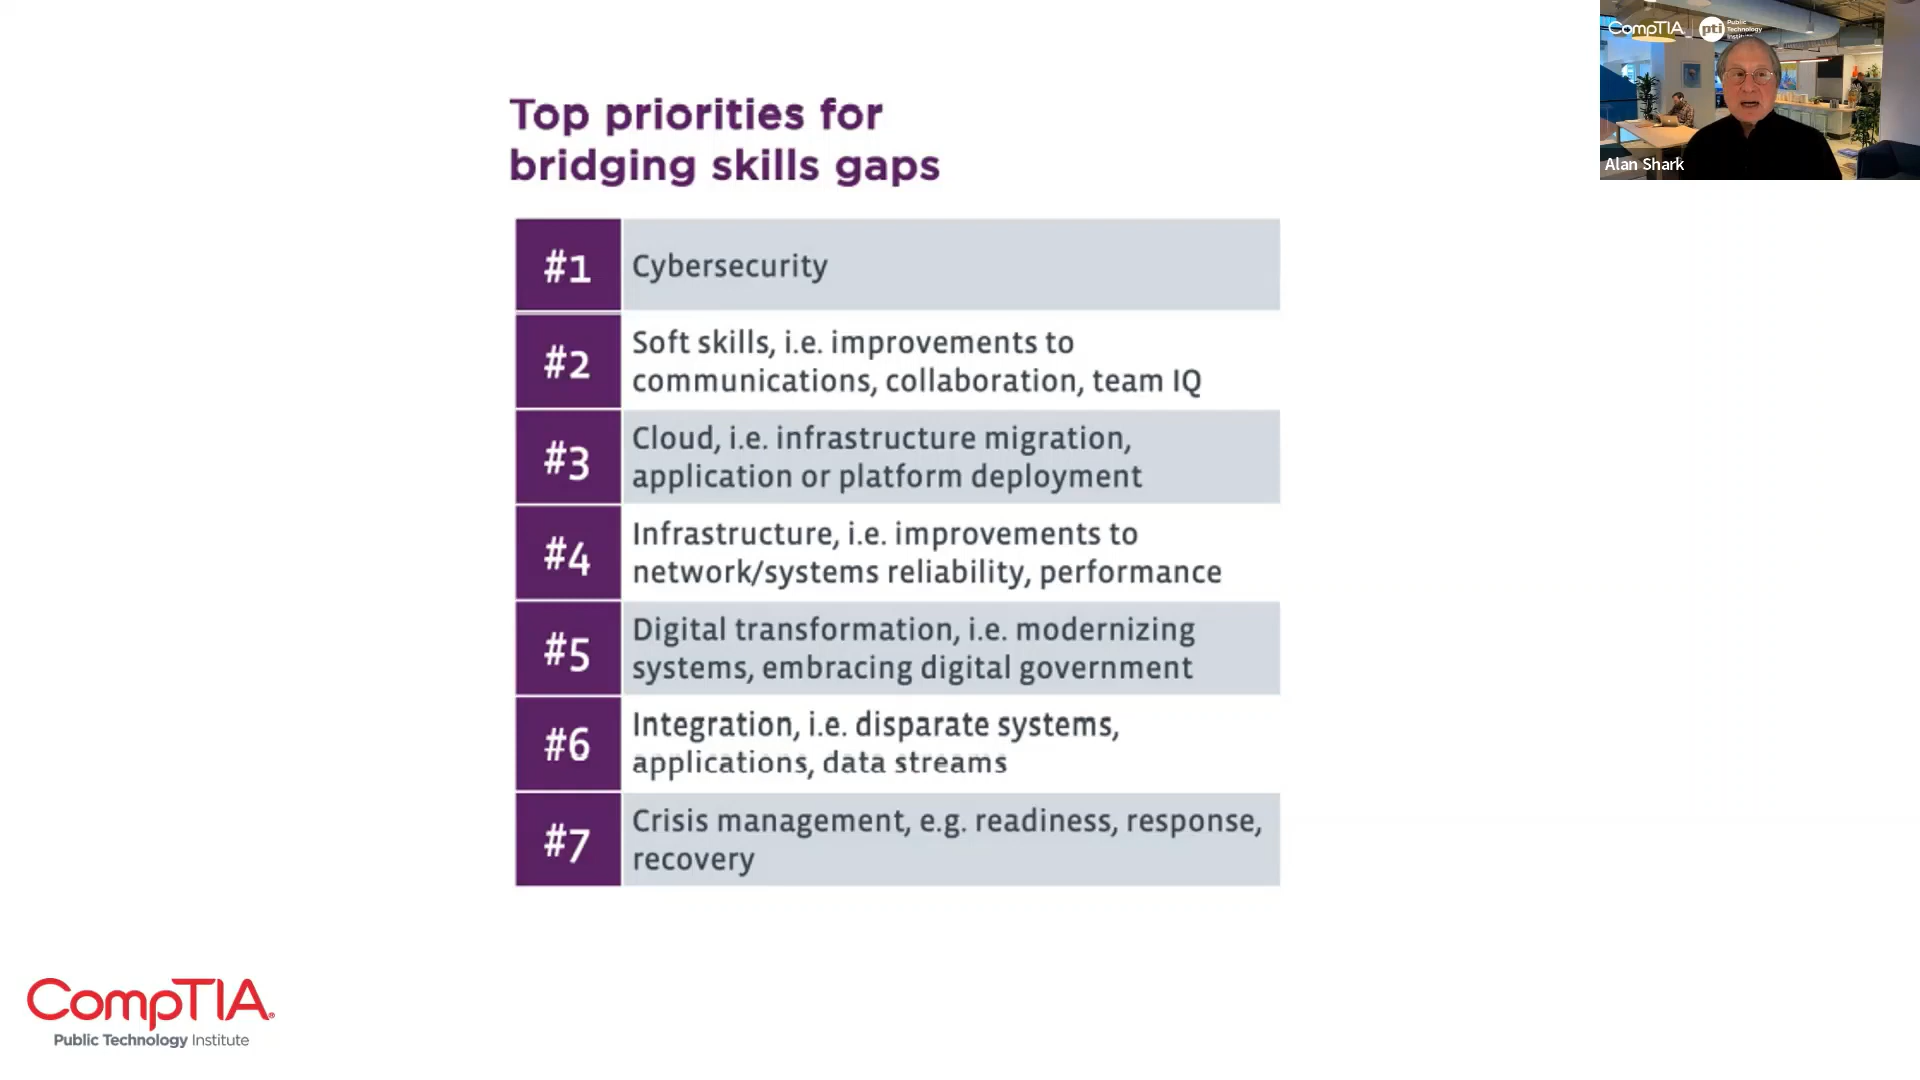 Top priorities for
bridging skills gaps
#1
Cybersecurity
#2
Soft skills, i.e. improvements to
communications, collaboration, team IQ
#3
Cloud, i.e. infrastructure migration,
application or platform deployment
#4
Infrastructure, i.e. improvements to
network/systems reliability, performance
#5
Digital transformation, i.e. modernizing
systems, embracing digital government
#6
Integration, i.e. disparate systems,
applications, data streams
#7
Crisis management, e.g. readiness, response,
recovery
CompTIA®
Public Technology Institute
CompTIA
pti
Public
Technology
Institute
Alan Shark